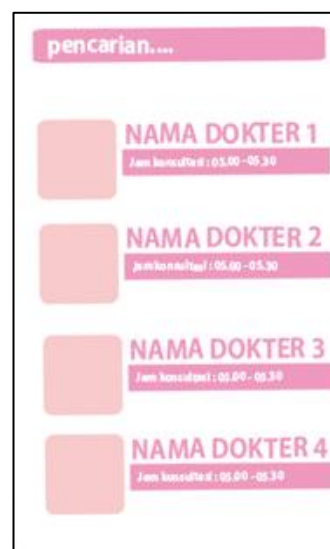 pencarian....
NAMA DOKTER 1
Jam konsultasi : 05.00 -05.30
NAMA DOKTER 2
jam konsultasi : 05.00 - 05.30
NAMA DOKTER 3
Jam konsultasi : 05.00 - 05.30
NAMA DOKTER 4
Jam konsultasi : 05.00 -05.30